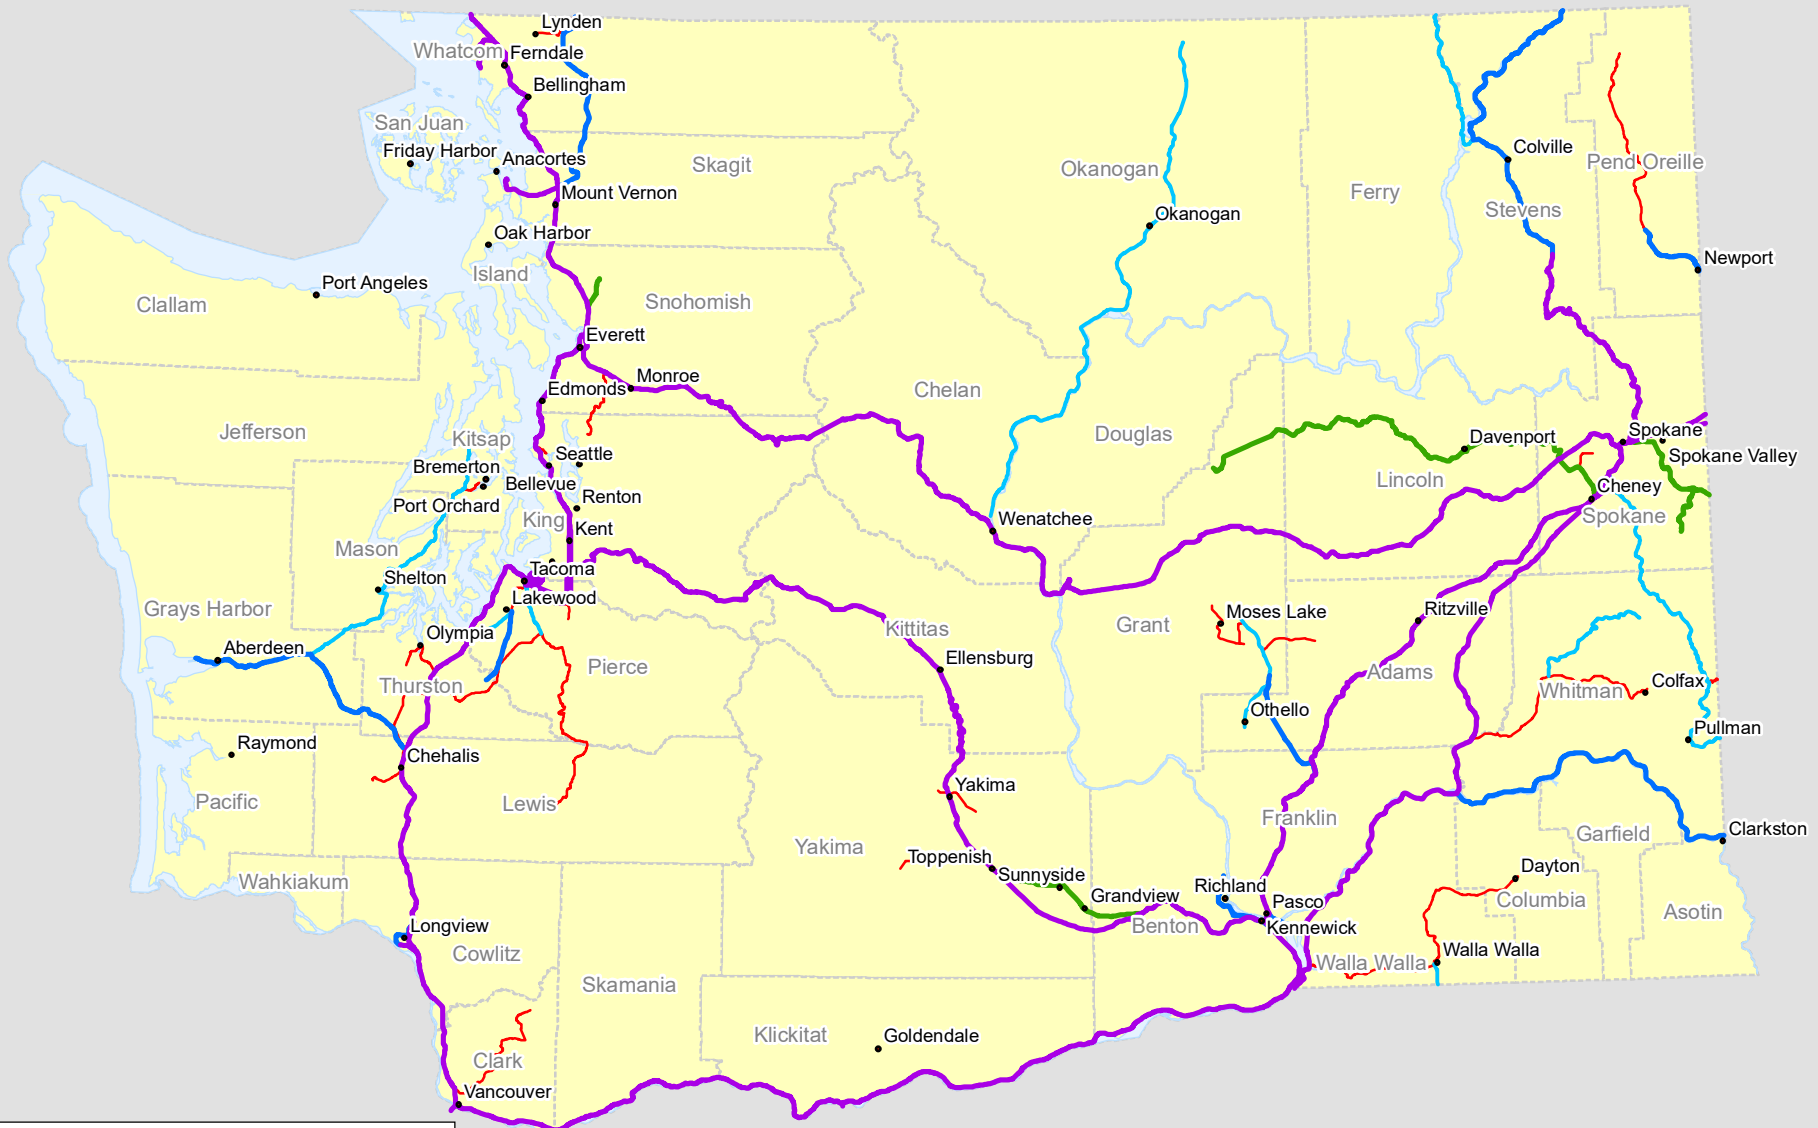 Lynden
Whatcom
Ferndale
Bellingham
San Juan
Friday Harbor
Anacortes
Skagit
Mount Vernon
Oak Harbor
Island
Port Angeles
Clallam
Snohomish
Everett
Edmonds
Monroe
Jefferson
Kitsap
Bremerton
Seattle
Bellevue
Port Orchard
Renton
King
Kent
Mason
Tacoma
Shelton
Lakewood
Grays Harbor
Olympia
Aberdeen
Thurston
Pierce
Raymond
Chehalis
Pacific
Lewis
Wahkiakum
Longview
Cowlitz
Skamania
Clark
Vancouver
Klickitat
Goldendale
Okanogan
Okanogan
Ferry
Colville
Stevens
Pend Oreille
Newport
Chelan
Douglas
Davenport
Lincoln
Spokane
Spokane Valley
Cheney
Spokane
Wenatchee
Kittitas
Ellensburg
Grant
Moses Lake
Ritzville
Adams
Othello
Whitman
Colfax
Pullman
Yakima
Yakima
Toppenish
Sunnyside
Grandview
Benton
Richland
Pasco
Kennewick
Franklin
Garfield
Clarkston
Dayton
Columbia
Asotin
Walla Walla
Walla Walla